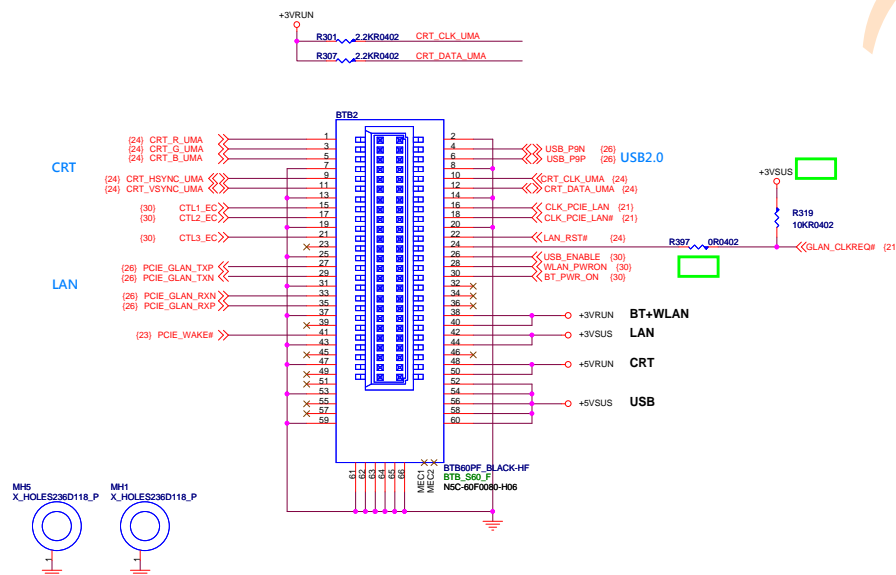 +3VRUN
R301 2.2KR0402 CRT_CLK_UMA
R307 2.2KR0402 CRT_DATA_UMA
BTB2
{24} CRT_R_UMA 1 2
{24} CRT_G_UMA 3 4 USB_P9N {26}
{24} CRT_B_UMA 5 6 USB_P9P {26} USB2.0
CRT
7 8
{24} CRT_HSYNC_UMA 9 10 CRT_CLK_UMA {24}
{24} CRT_VSYNC_UMA 11 12 CRT_DATA_UMA {24}
+3VSUS
13 14
{30} CTL1_EC 15 16 CLK_PCIE_LAN {21}
{30} CTL2_EC 17 18 CLK_PCIE_LAN# {21}
R319
10KR0402
19 20
{30} CTL3_EC 21 22 LAN_RST# {24}
23 24 R397 0R0402 GLAN_CLKREQ# {21
25 26 USB_ENABLE {30}
{26} PCIE_GLAN_TXP 27 28 WLAN_PWRON {30}
{26} PCIE_GLAN_TXN 29 30 BT_PWR_ON {30}
LAN
31 32
{26} PCIE_GLAN_RXN 33 34
{26} PCIE_GLAN_RXP 35 36
37 38 +3VRUN BT+WLAN
39 40
{23} PCIE_WAKE# 41 42 +3VSUS LAN
43 44
45 46
47 48 +5VRUN CRT
49 50
51 52
53 54
55 56 +5VSUS USB
57 58
59 60
61 62 63 64 65 66 MEC1 MEC2
BTB60PF_BLACK-HF
BTB_S60_F
N5C-60F0080-H06
MH5
X_HOLES236D118_P
1
MH1
X_HOLES236D118_P
1